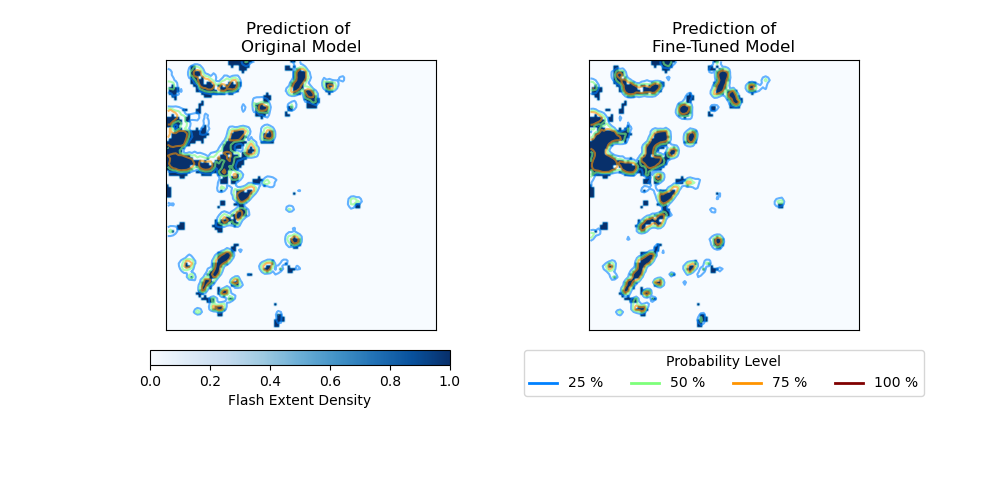 Prediction of
Original Model
Prediction of
Fine-Tuned Model
0.0 0.2 0.4 0.6 0.8 1.0
Flash Extent Density
Probability Level
25 % 50 % 75 % 100 %